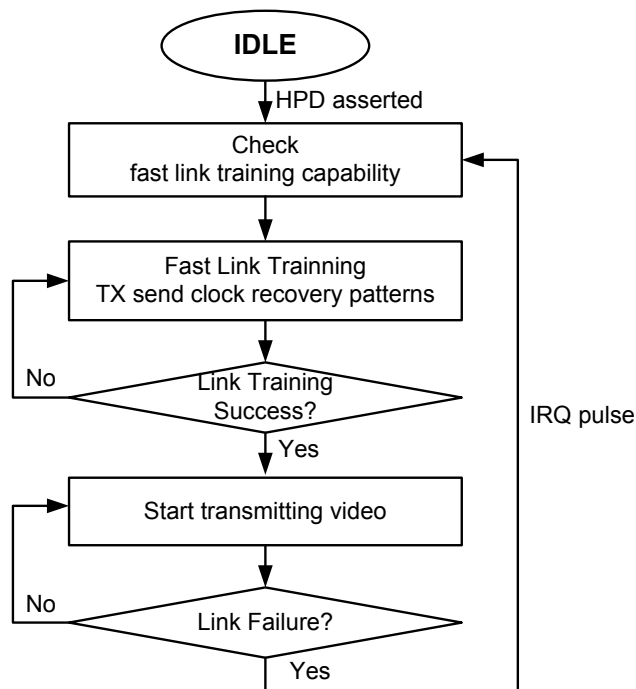 IDLE
HPD asserted
Check
fast link training capability
Fast Link Trainning
TX send clock recovery patterns
No
Link Training
Success?
IRQ pulse
Yes
Start transmitting video
No
Link Failure?
Yes